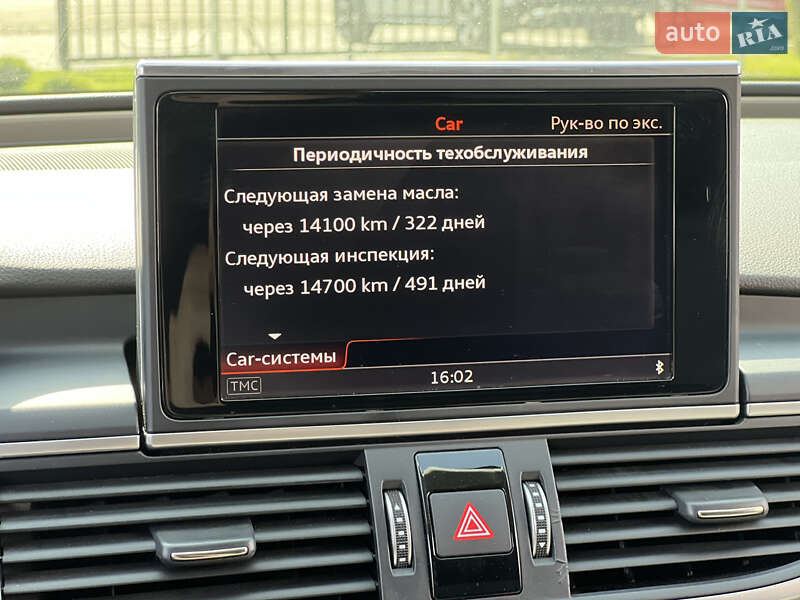 auto RIA.com
Car
Рук-во по экс.
Периодичность техобслуживания
Следующая замена масла:
через 14100 km / 322 дней
Следующая инспекция:
через 14700 km / 491 дней
Car-системы
TMC
16:02